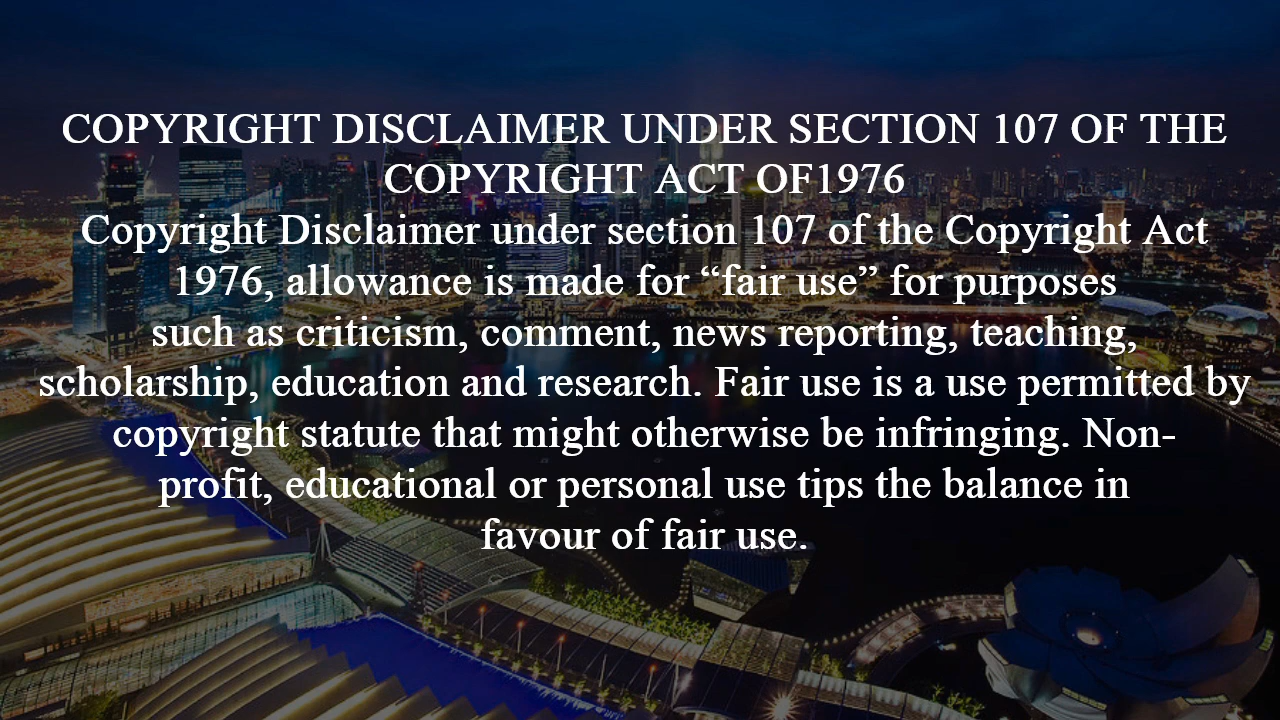 COPYRIGHT DISCLAIMER UNDER SECTION 107 OF THE
COPYRIGHT ACT OF1976
Copyright Disclaimer under section 107 of the Copyright Act
1976, allowance is made for “fair use” for purposes
such as criticism, comment, news reporting, teaching,
scholarship, education and research. Fair use is a use permitted by
copyright statute that might otherwise be infringing. Non-
profit, educational or personal use tips the balance in
favour of fair use.